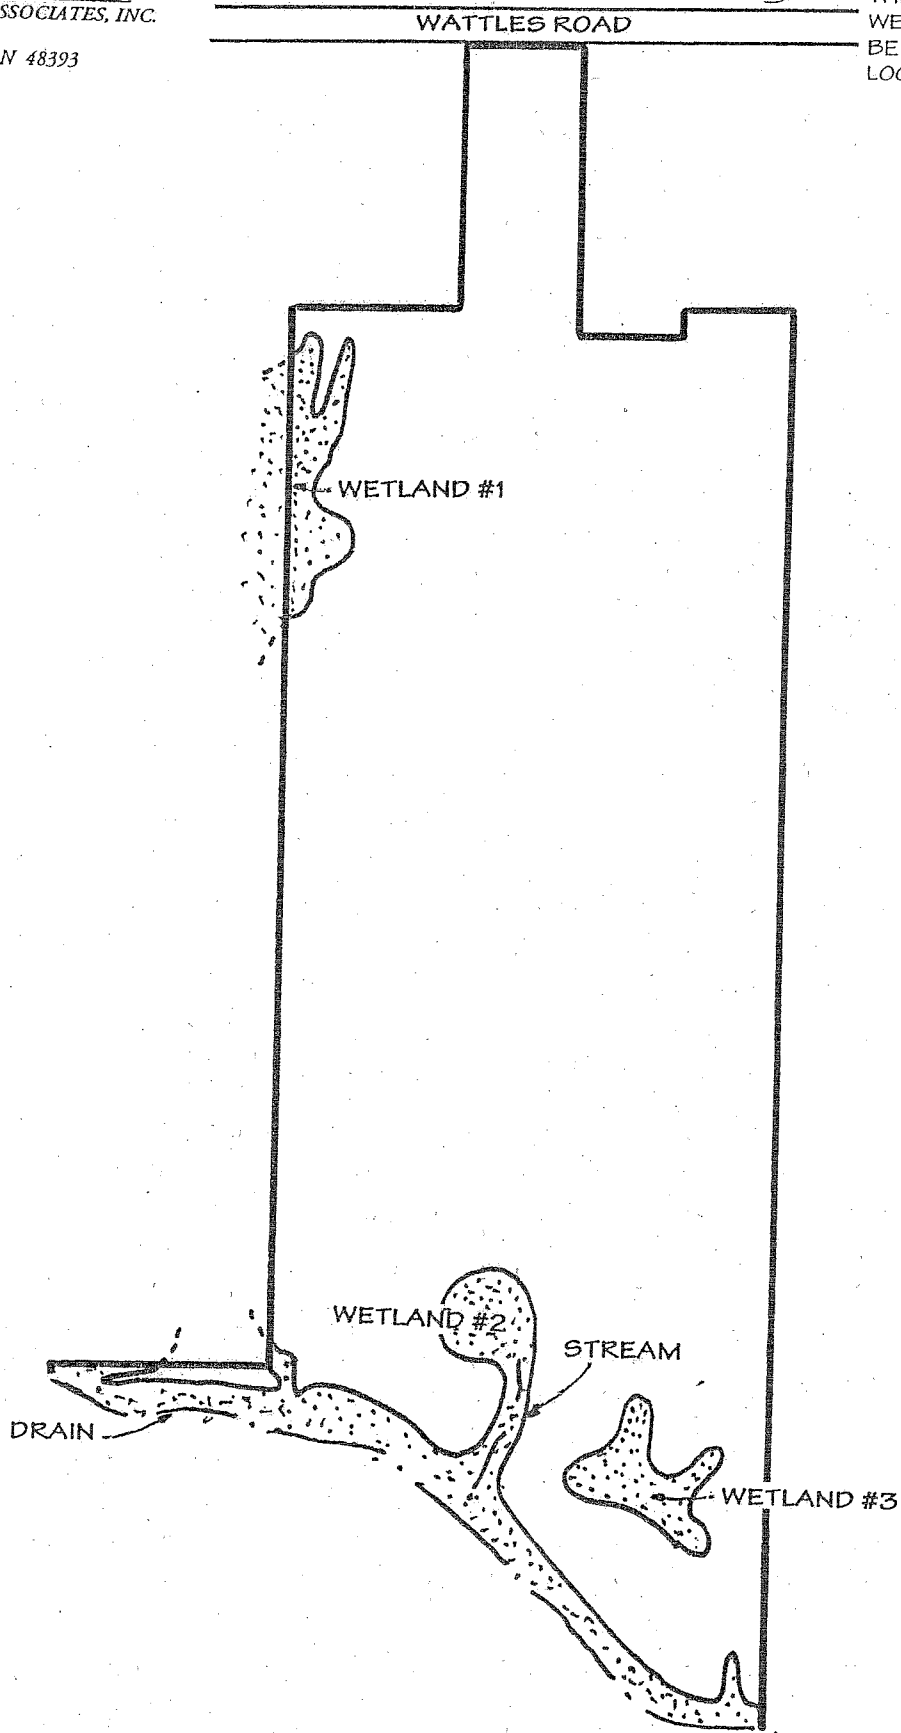 SSOCIATES, INC.
N 48393
WATTLES ROAD
WE
BE
LOC
WETLAND #1
WETLAND #2
STREAM
DRAIN
WETLAND #3